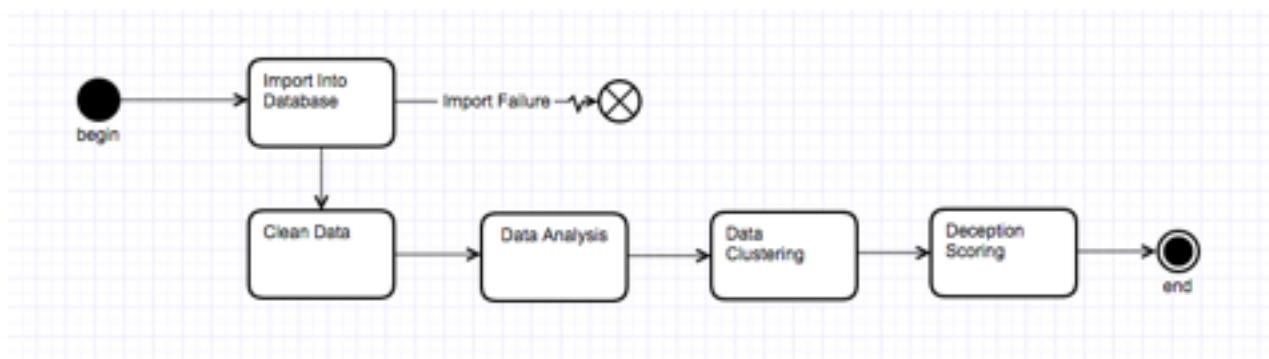 Import Into
Database
Import Failure
begin
Clean Data
Data Analysis
Data
Clustering
Deception
Scoring
end